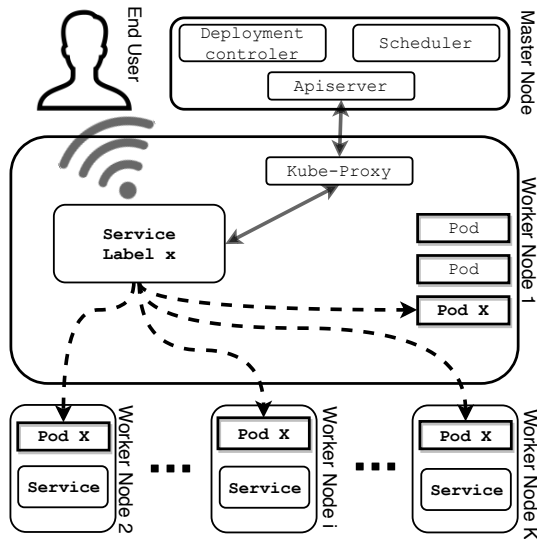 End User
Deployment
controler
Scheduler
Apiserver
Master Node
Kube-Proxy
Service
Label x
Pod
Pod
Pod X
Worker Node 1
Pod X
Service
Worker Node 2
Pod X
Service
Worker Node i
Pod X
Service
Worker Node K